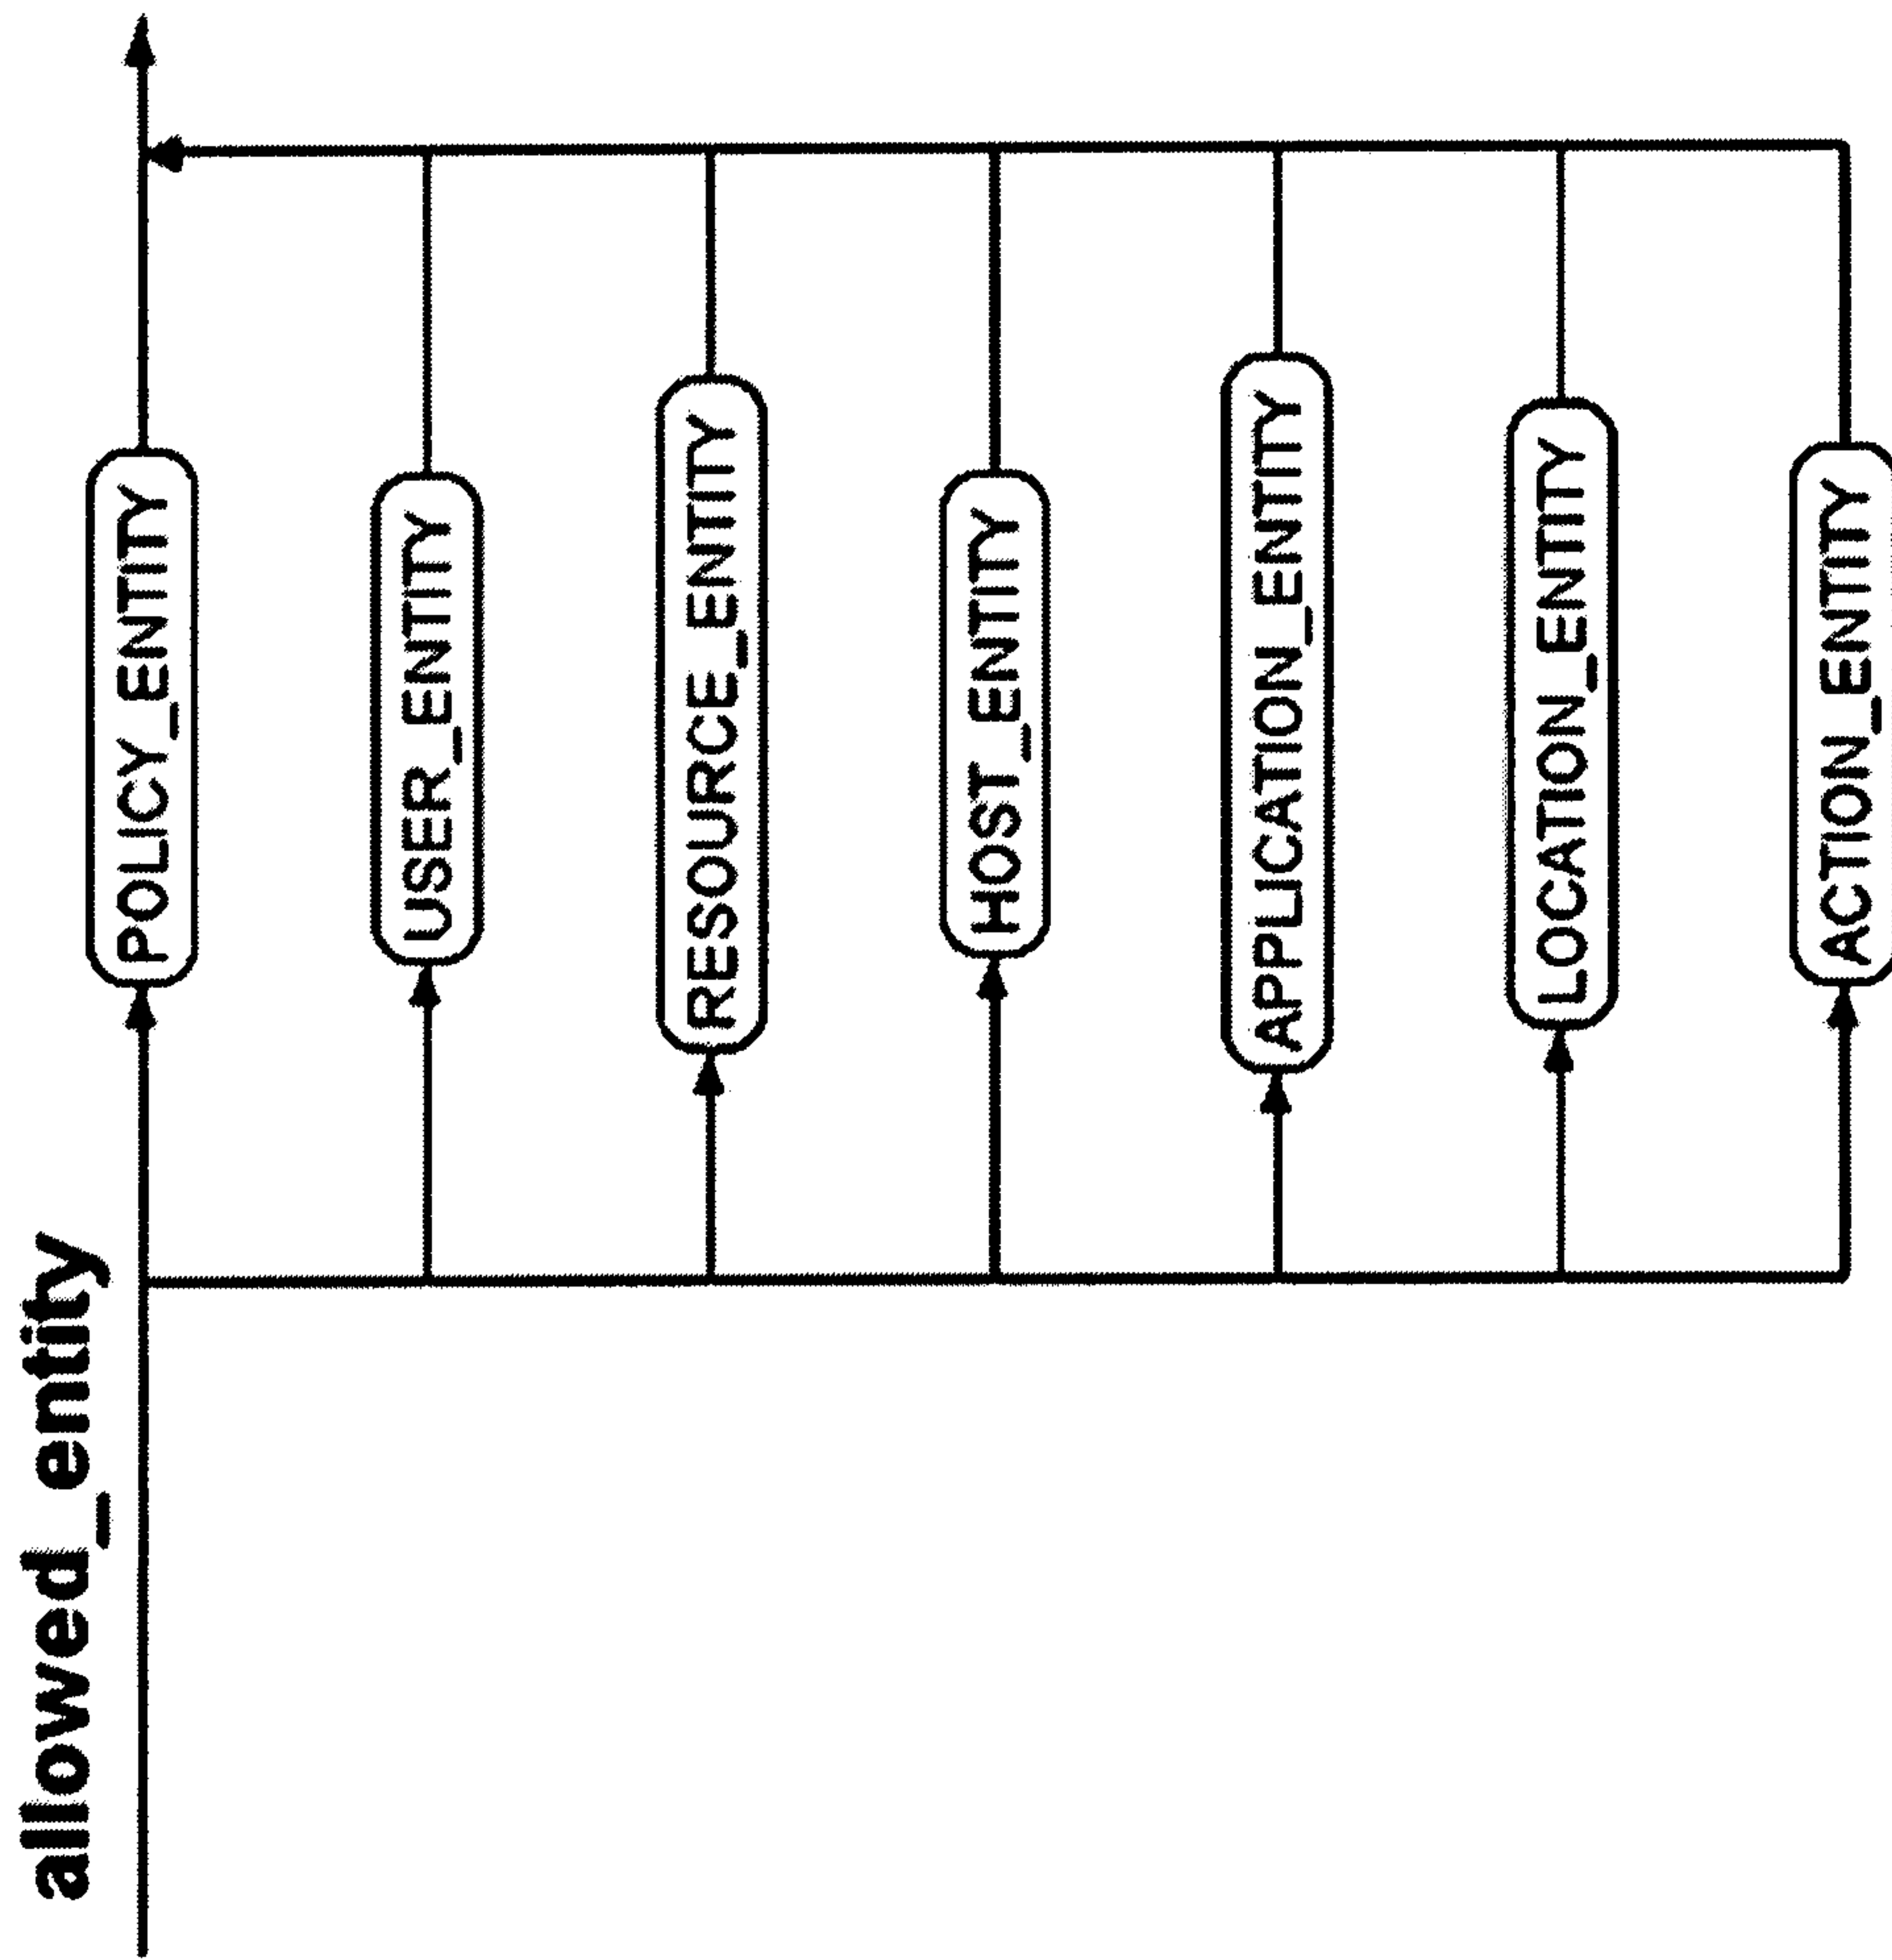 allowed_entity
POLICY_ENTITY
USER_ENTITY
RESOURCE_ENTITY
HOST_ENTITY
APPLICATION_ENTITY
LOCATION_ENTITY
ACTION_ENTITY